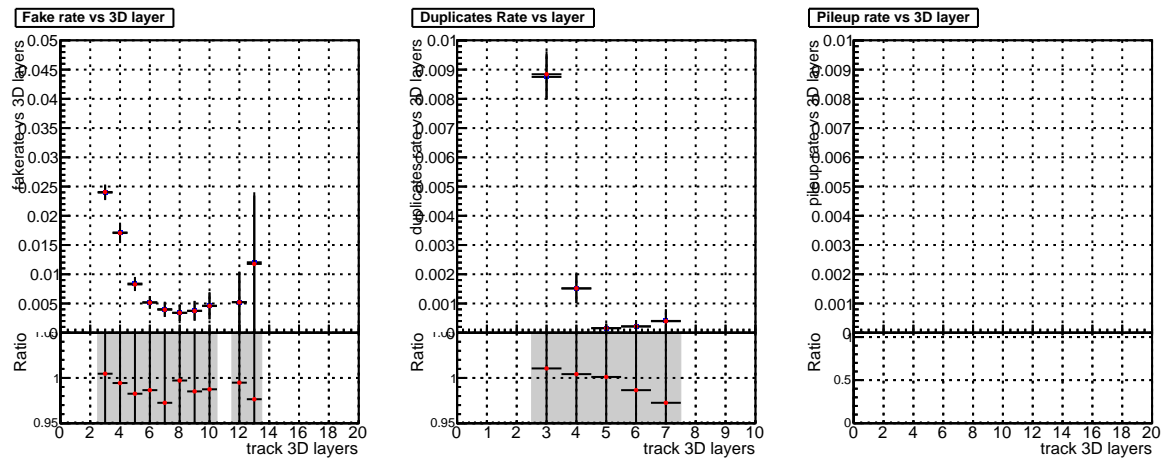 Fake rate vs 3D layer
fakerate vs 3D layers
0.05
0.045
0.04
0.035
0.03
0.025
0.02
0.015
0.01
0.005
0
Ratio
1
0.95
0 2 4 6 8 10 12 14 16 18 20
track 3D layers
Duplicates Rate vs layer
duplicates rate vs 3D layers
0.01
0.009
0.008
0.007
0.006
0.005
0.004
0.003
0.002
0.001
0
Ratio
1
0.95
0 1 2 3 4 5 6 7 8 9 10
track 3D layers
Pileup rate vs 3D layer
pileup rate vs 3D layers
0.01
0.009
0.008
0.007
0.006
0.005
0.004
0.003
0.002
0.001
0
Ratio
1
0.5
0
0 2 4 6 8 10 12 14 16 18 20
track 3D layers